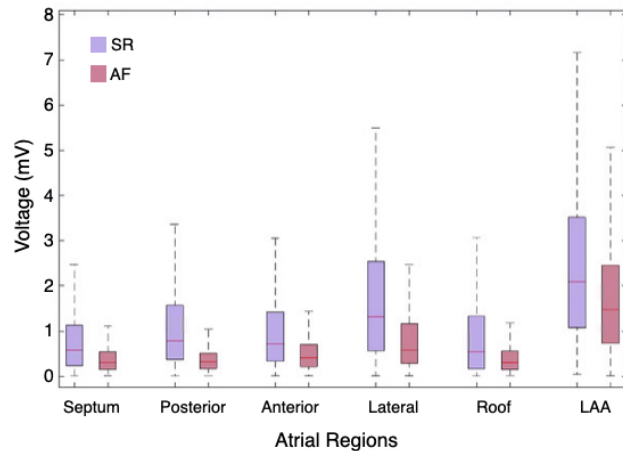 8
7
6
5
4
3
2
1
0
Voltage (mV)
SR
AF
Septum Posterior Anterior Lateral Roof LAA
Atrial Regions